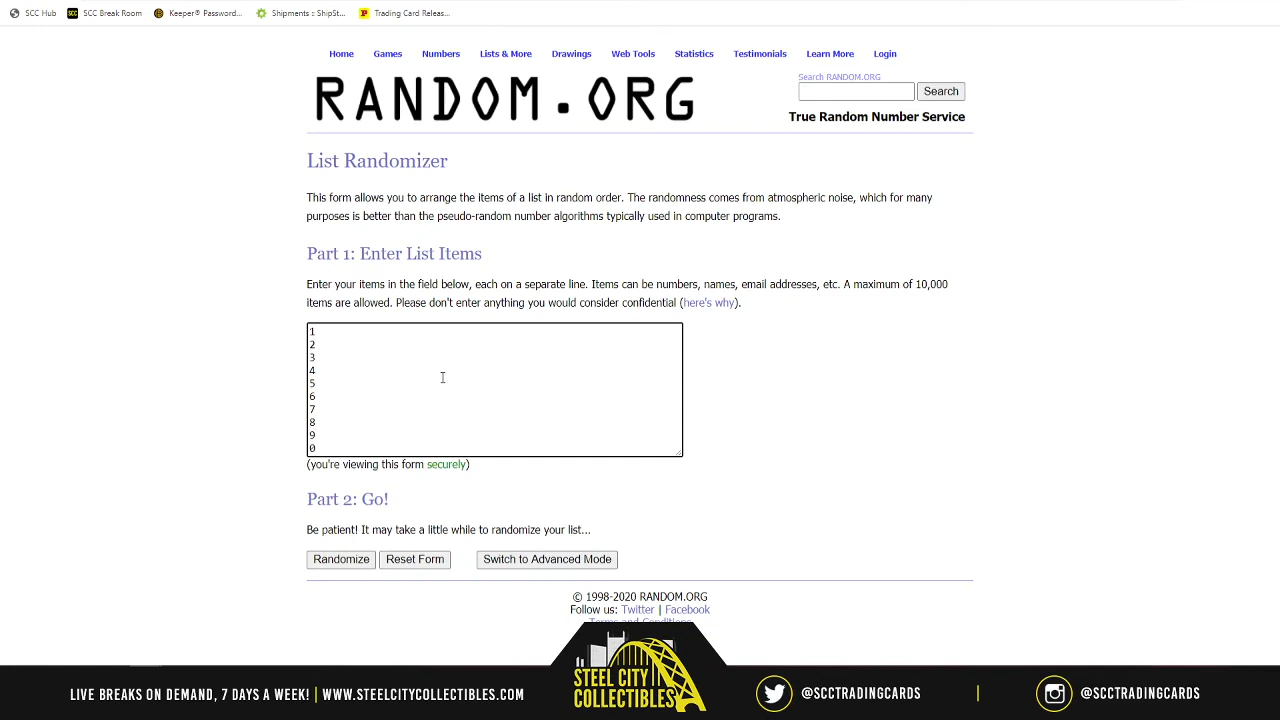 SCC Hub SCC Break Room Keeper® Password... Shipments :: ShipSt... Trading Card Releas...
Home Games Numbers Lists & More Drawings Web Tools Statistics Testimonials Learn More Login
RANDOM.ORG
Search RANDOM.ORG
Search
True Random Number Service
List Randomizer
This form allows you to arrange the items of a list in random order. The randomness comes from atmospheric noise, which for many
purposes is better than the pseudo-random number algorithms typically used in computer programs.
Part 1: Enter List Items
Enter your items in the field below, each on a separate line. Items can be numbers, names, email addresses, etc. A maximum of 10,000
items are allowed. Please don't enter anything you would consider confidential (here's why).
1
2
3
4
5
6
7
8
9
0
(you're viewing this form securely)
Part 2: Go!
Be patient! It may take a little while to randomize your list...
Randomize Reset Form Switch to Advanced Mode
© 1998-2020 RANDOM.ORG
Follow us: Twitter | Facebook
Terms and Conditions
LIVE BREAKS ON DEMAND, 7 DAYS A WEEK! | WWW.STEELCITYCOLLECTIBLES.COM
STEEL CITY
COLLECTIBLES
@SCCTRADINGCARDS | @SCCTRADINGCARDS